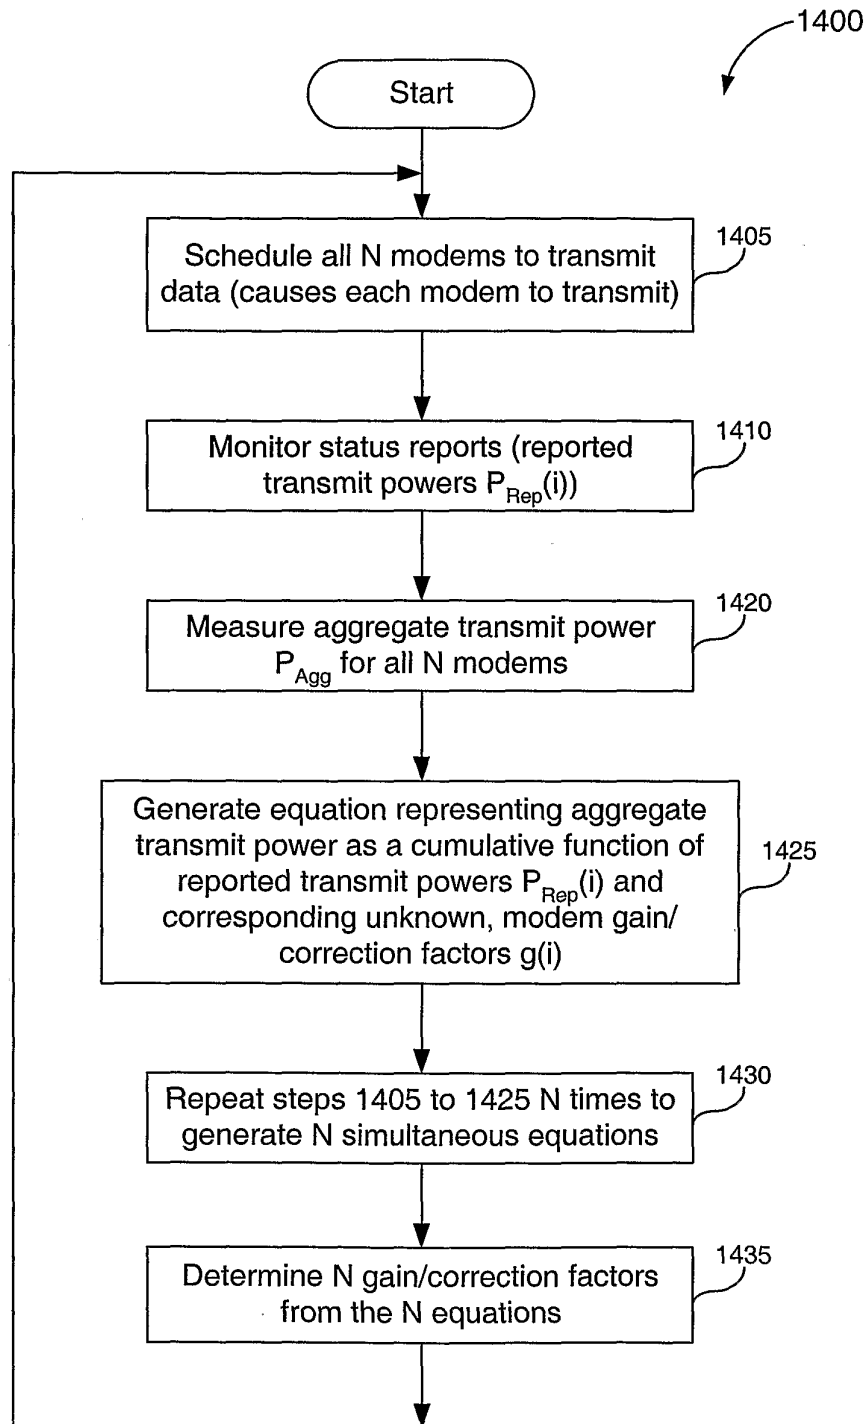 1400
Start
1405
Schedule all N modems to transmit
data (causes each modem to transmit)
1410
Monitor status reports (reported
transmit powers P_Rep(i))
1420
Measure aggregate transmit power
P_Agg for all N modems
Generate equation representing aggregate
transmit power as a cumulative function of
reported transmit powers P_Rep(i) and
corresponding unknown, modem gain/
correction factors g(i)
1425
1430
Repeat steps 1405 to 1425 N times to
generate N simultaneous equations
1435
Determine N gain/correction factors
from the N equations